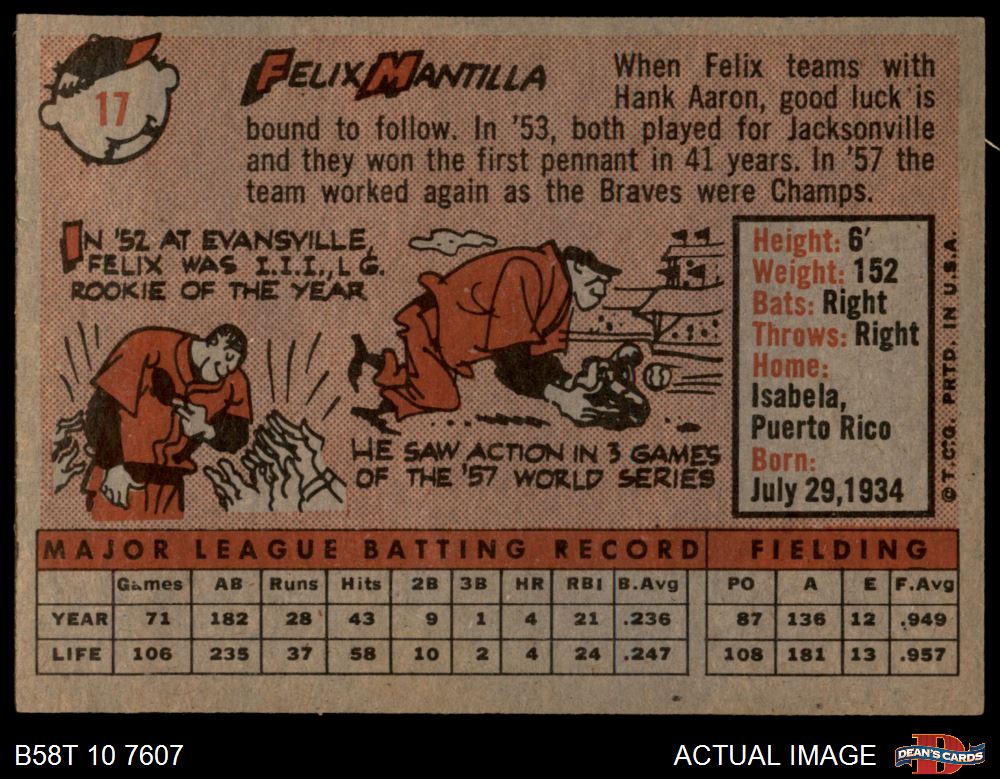 17
FELIX MANTILLA
When Felix teams with
Hank Aaron, good luck is
bound to follow. In '53, both played for Jacksonville
and they won the first pennant in 41 years. In '57 the
team worked again as the Braves were Champs.
IN '52 AT EVANSVILLE,
FELIX WAS I.I.I., LG.
ROOKIE OF THE YEAR
HE SAW ACTION IN 3 GAMES
OF THE '57 WORLD SERIES
Height: 6'
Weight: 152
Bats: Right
Throws: Right
Home:
Isabela,
Puerto Rico
Born:
July 29, 1934
© T.C.G. PRTD. IN U.S.A.
MAJOR LEAGUE BATTING RECORD FIELDING
Games AB Runs Hits 2B 3B HR RBI B.Avg PO A E F.Avg
YEAR 71 182 28 43 9 1 4 21 .236 87 136 12 .949
LIFE 106 235 37 58 10 2 4 24 .247 108 181 13 .957
B58T 10 7607
ACTUAL IMAGE
DEAN'S CARDS